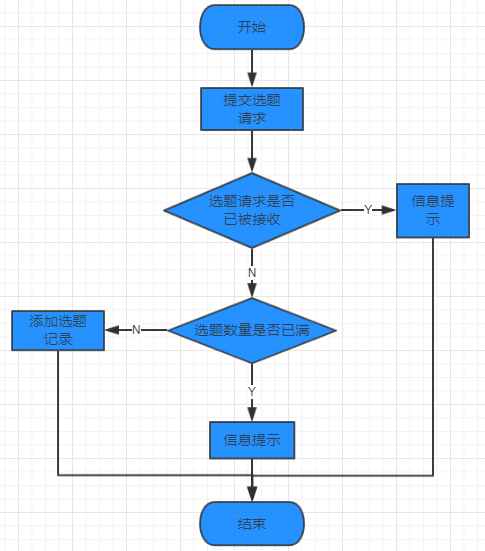 开始
提交选题
请求
选题请求是否
已被接收
Y
信息提
示
N
选题数量是否已满
N
添加选题
记录
Y
信息提示
结束